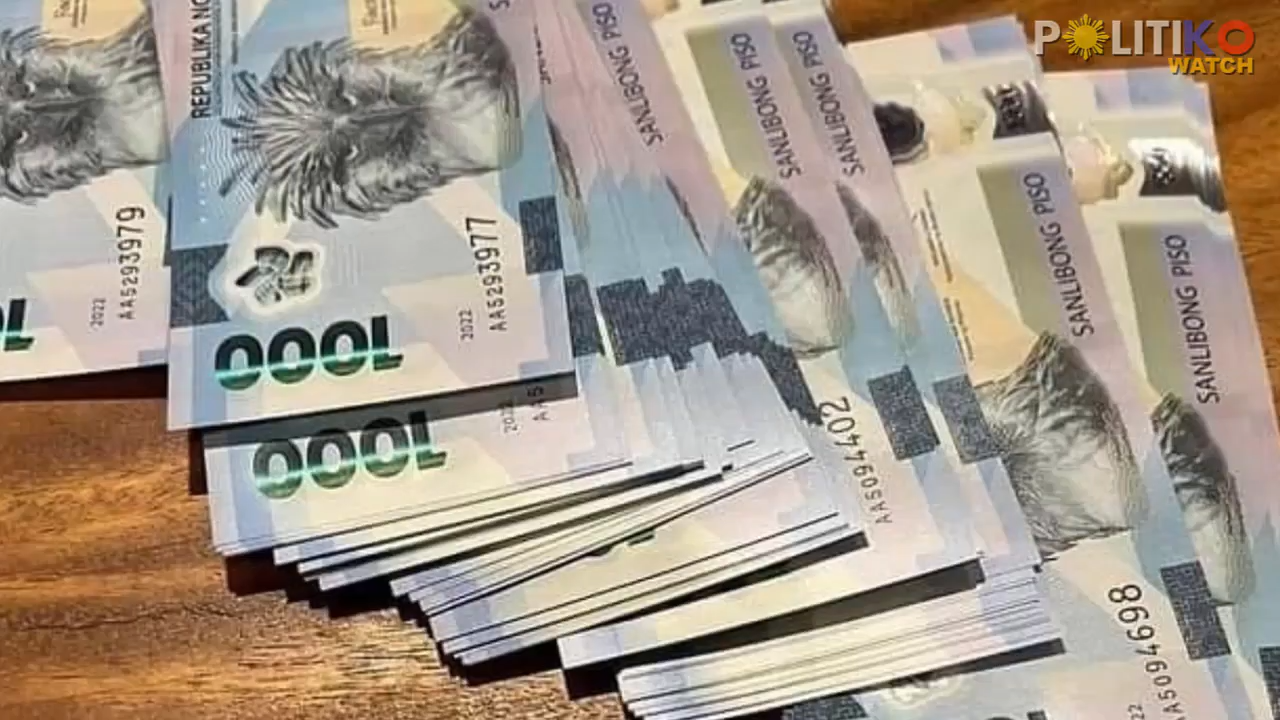 POLITIKO
WATCH
REPUBLIKA NG
SANLIBONG PISO
SANLIBONG PISO
SANLIBONG PISO
SANLIBONG PISO
SANLIBONG PISO
2022
AA5293979
2022
AA5293977
1000
1000
AA5094402
AA5094698